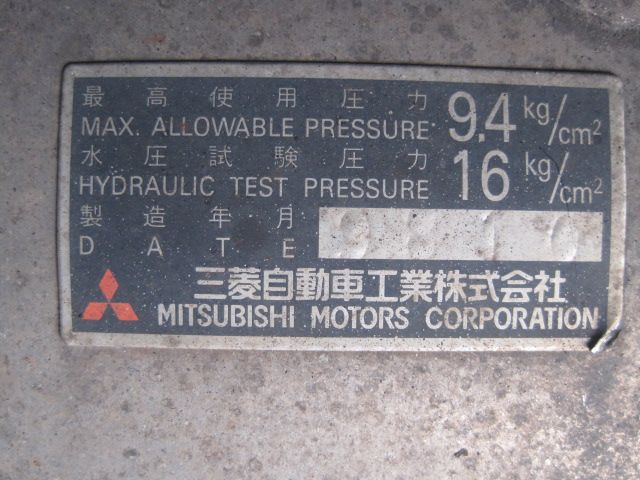 最高使用圧力
MAX. ALLOWABLE PRESSURE 9.4 kg/cm2
水圧試験圧力
HYDRAULIC TEST PRESSURE 16 kg/cm2
製造年月
DATE
三菱自動車工業株式会社
MITSUBISHI MOTORS CORPORATION